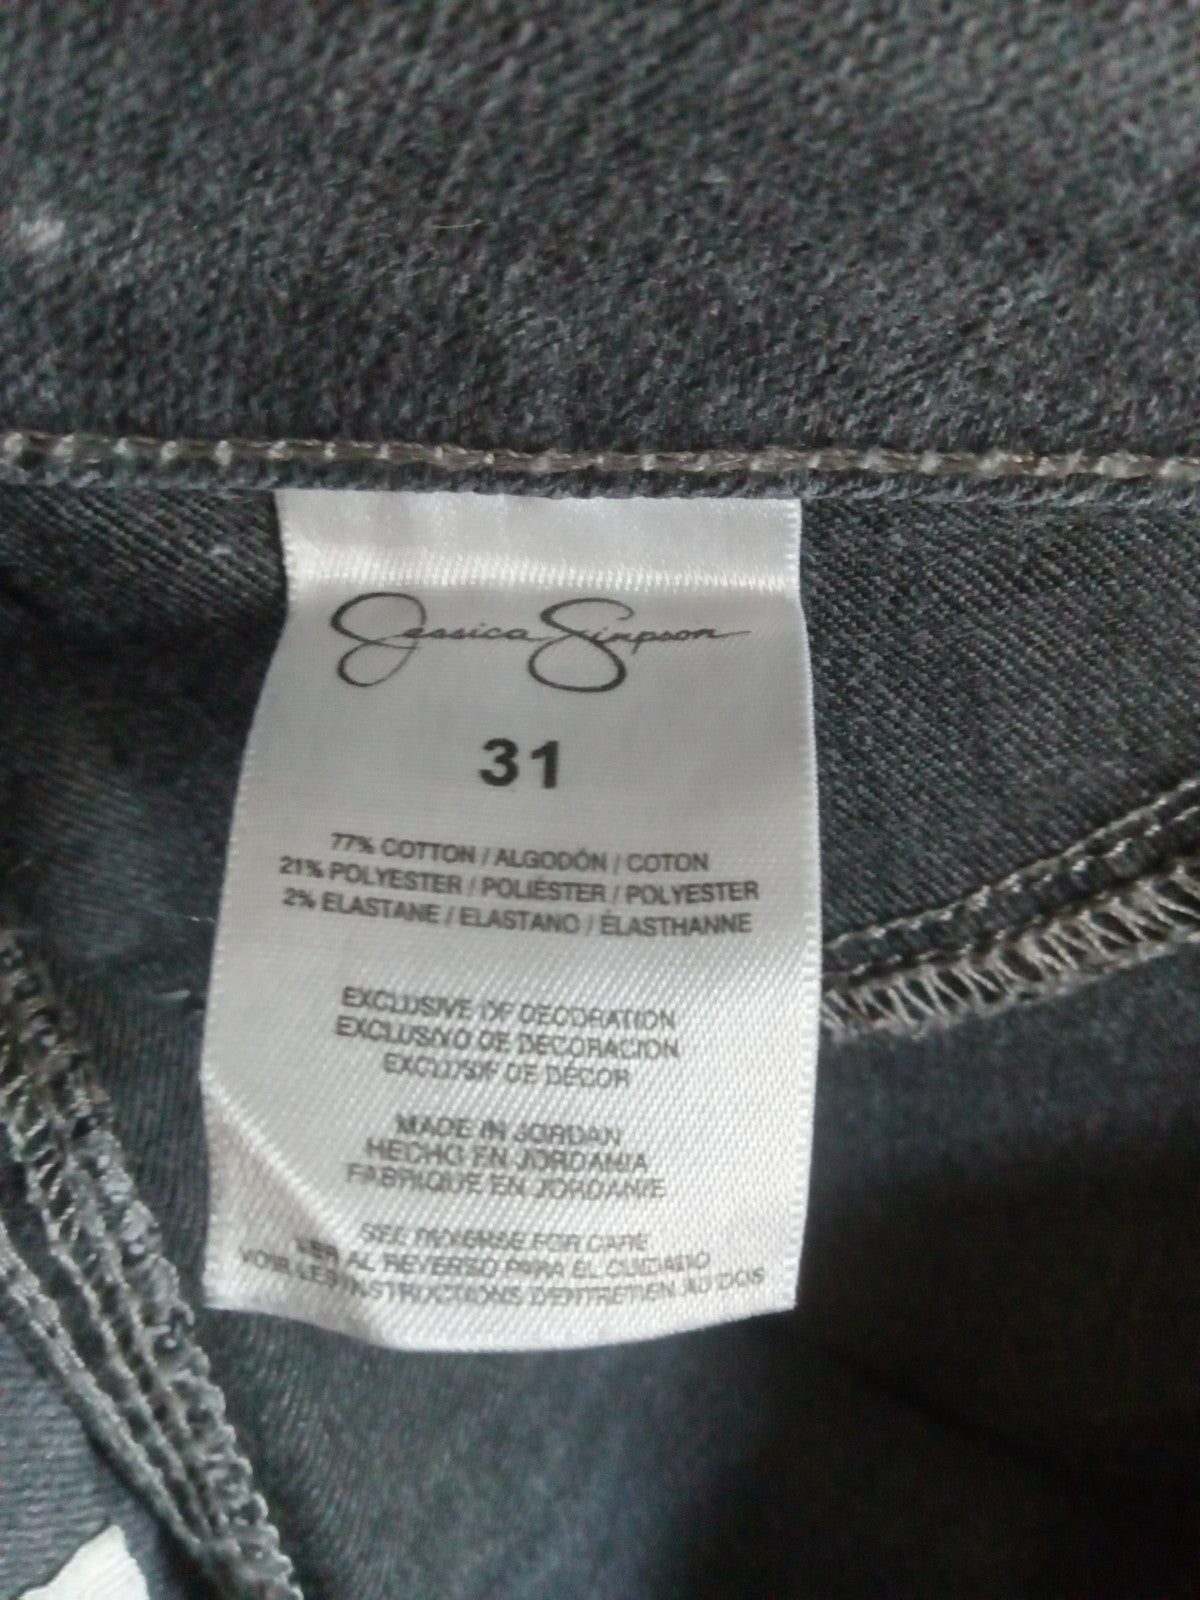 Jessica Simpson
31
77% COTTON / ALGODÓN / COTON
21% POLYESTER / POLIÉSTER / POLYESTER
2% ELASTANE / ELASTANO / ÉLASTHANNE
EXCLUSIVE OF DECORATION
EXCLUSIVO DE DECORACION
EXCLUSIF DE DÉCOR
MADE IN JORDAN
HECHO EN JORDANIA
FABRIQUE EN JORDANIE
SEE REVERSE FOR CARE
VER AL REVERSO PARA EL CUIDADO
VOIR LES INSTRUCTIONS D'ENTRETIEN AU DOS